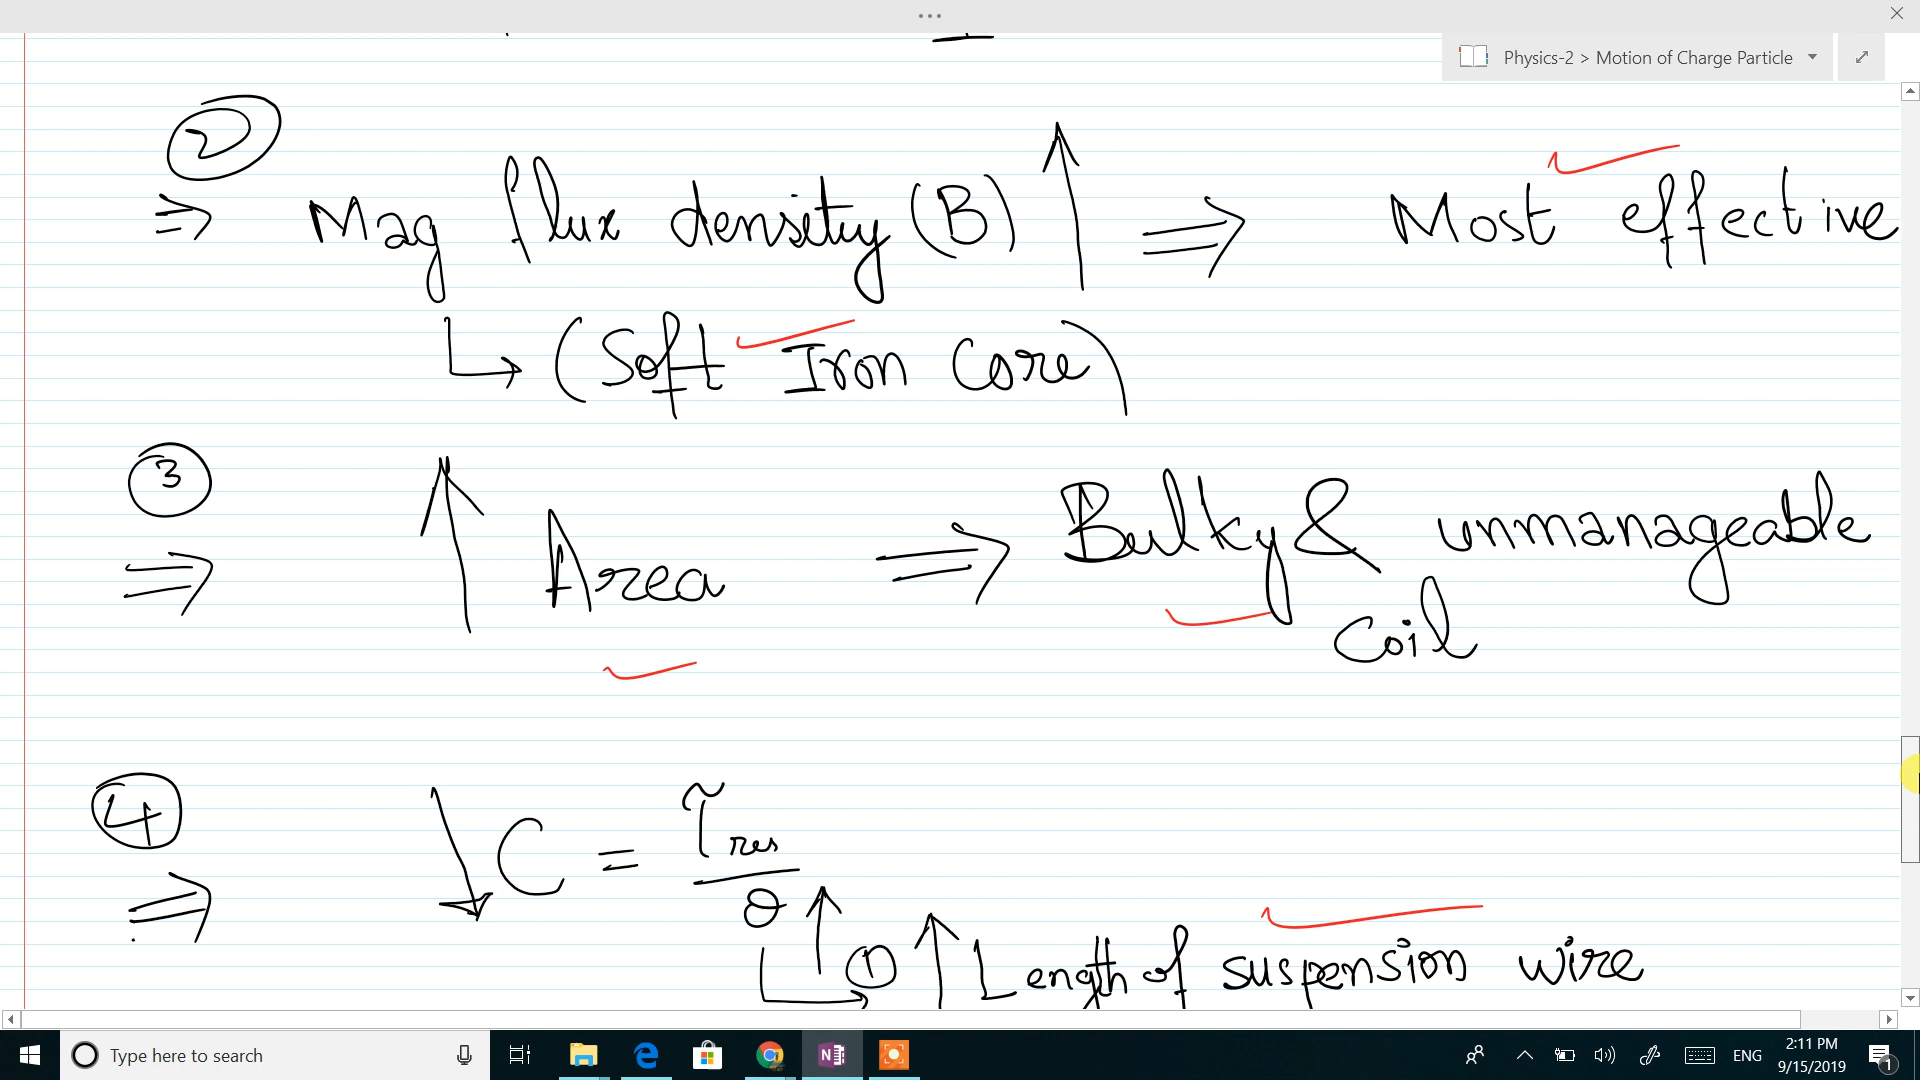 Physics-2 > Motion of Charge Particle
2
⇒ Mag flux density (B) ↑ ⇒ Most effective
↳ (Soft Iron Core)
3
⇒ ↑ Area ⇒ Bulky & unmanageable
coil
4
⇒ ↓ C = τres / θ ↑
↳ ① ↑ Length of suspension wire
Type here to search
ENG
2:11 PM
9/15/2019
1